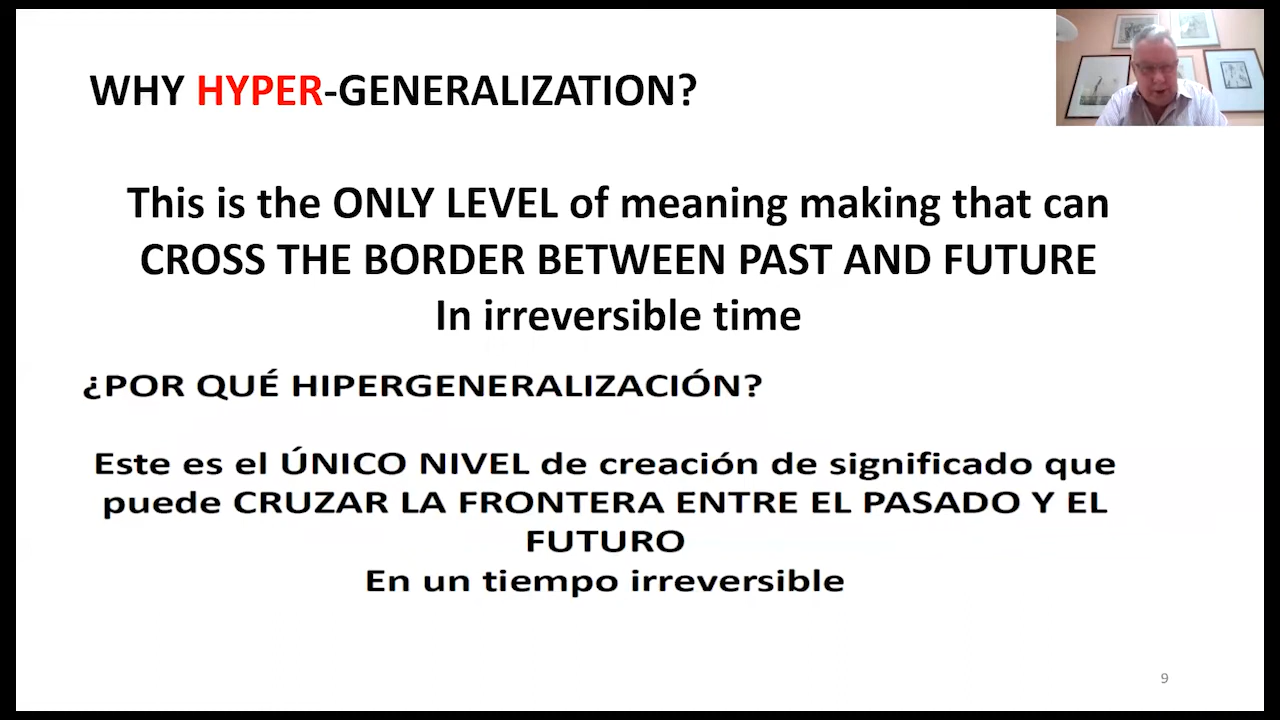 WHY HYPER-GENERALIZATION?
This is the ONLY LEVEL of meaning making that can
CROSS THE BORDER BETWEEN PAST AND FUTURE
In irreversible time
¿POR QUÉ HIPERGENERALIZACIÓN?
Este es el ÚNICO NIVEL de creación de significado que
puede CRUZAR LA FRONTERA ENTRE EL PASADO Y EL
FUTURO
En un tiempo irreversible
9